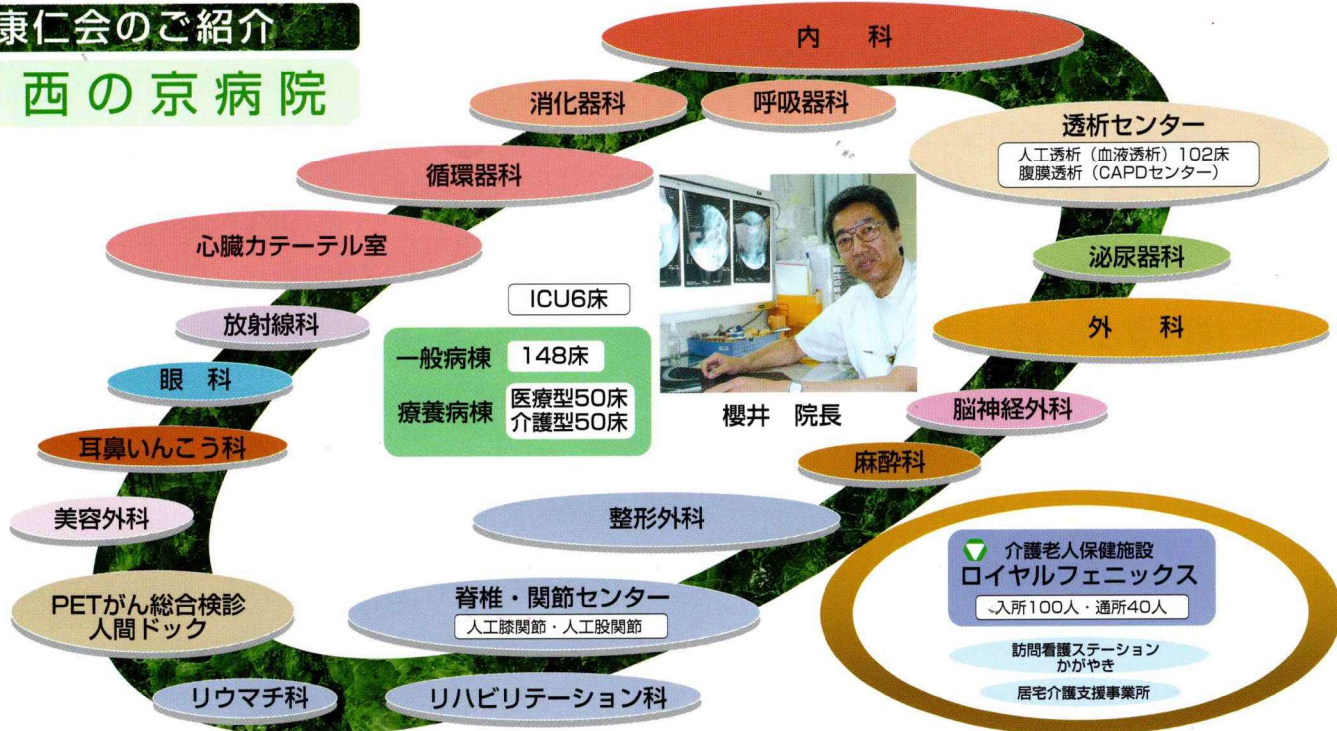 康仁会のご紹介
西の京病院
内 科
消化器科
呼吸器科
循環器科
心臓カテーテル室
放射線科
眼 科
耳鼻いんこう科
美容外科
PETがん総合検診
人間ドック
リウマチ科
リハビリテーション科
脊椎・関節センター
人工膝関節・人工股関節
整形外科
麻酔科
脳神経外科
外 科
泌尿器科
透析センター
人工透析(血液透析)102床
腹膜透析(CAPDセンター)
ICU6床
一般病棟 148床
療養病棟 医療型50床
介護型50床
櫻井 院長
介護老人保健施設
ロイヤルフェニックス
入所100人・通所40人
訪問看護ステーション
かがやき
居宅介護支援事業所